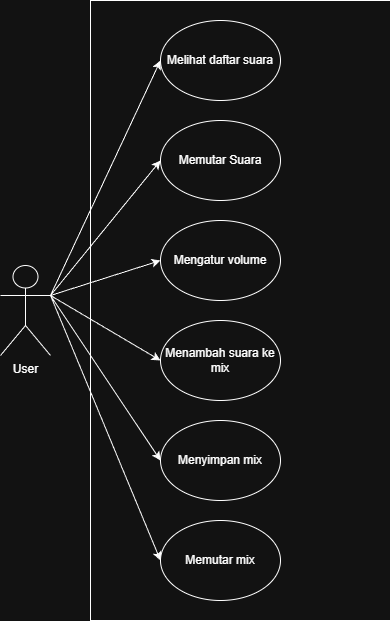 Melihat daftar suara
Memutar Suara
Mengatur volume
Menambah suara ke
mix
User
Menyimpan mix
Memutar mix